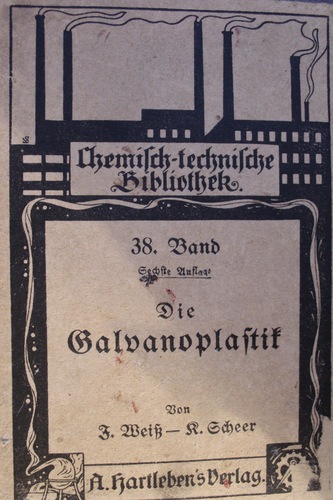 Chemisch-technische
Bibliothek.
38. Band
Sechste Auflage
Die
Galvanoplastik
Von
J. Weiß – K. Scheer
A. Hartleben's Verlag.